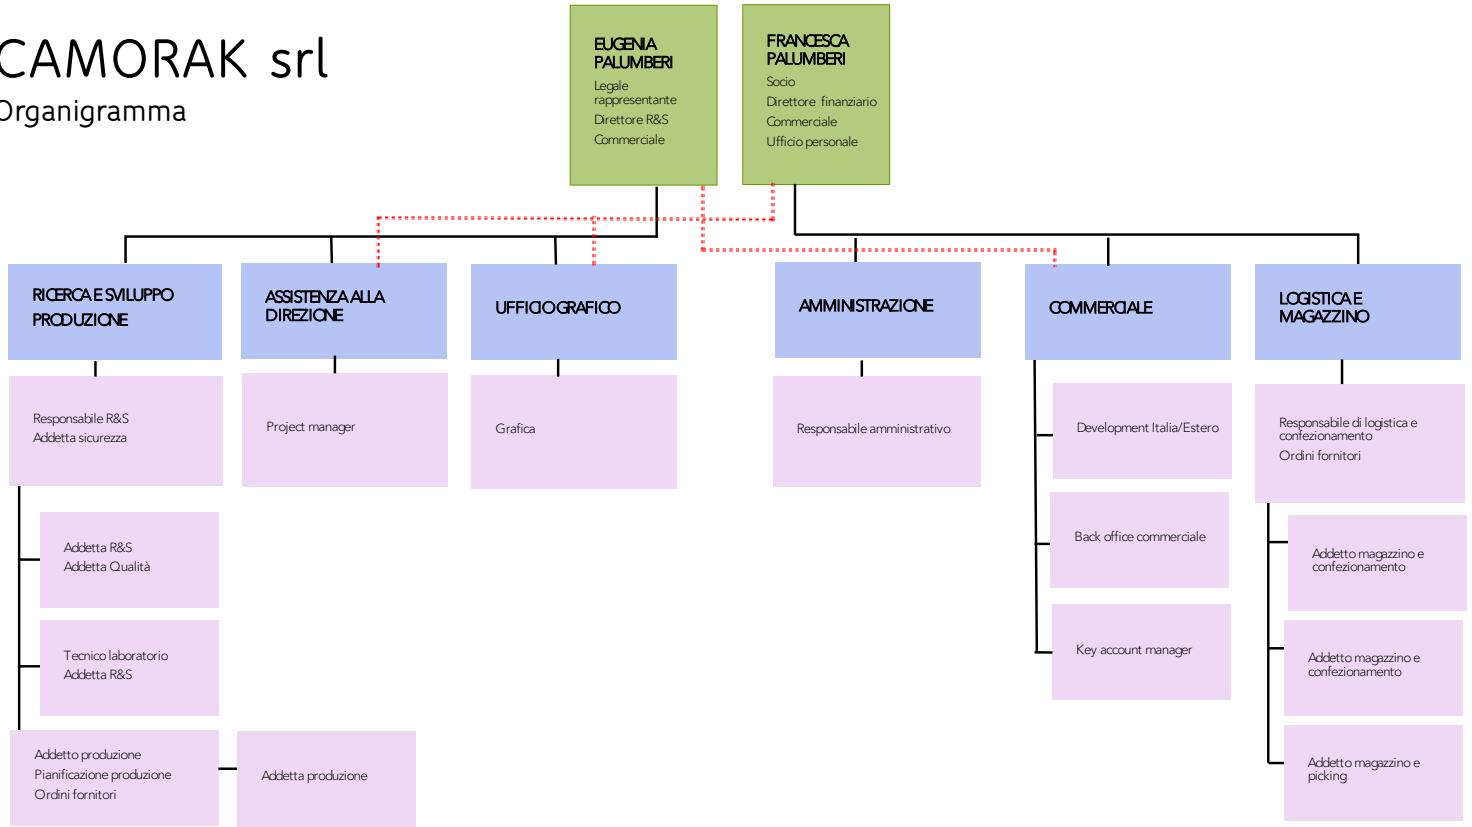 CAMORAK srl
Organigramma
EUGENIA
PALUMBERI
Legale
rappresentante
Direttore R&S
Commerciale
FRANCESCA
PALUMBERI
Socio
Direttore finanziario
Commerciale
Ufficio personale
RICERCA E SVILUPPO
PRODUZIONE
ASSISTENZA ALLA
DIREZIONE
UFFICIO GRAFICO
AMMINISTRAZIONE
COMMERCIALE
LOGISTICA E
MAGAZZINO
Responsabile R&S
Addetta sicurezza
Project manager
Grafica
Responsabile amministrativo
Development Italia/Estero
Responsabile di logistica e
confezionamento
Ordini fornitori
Addetta R&S
Addetta Qualità
Back office commerciale
Addetto magazzino e
confezionamento
Tecnico laboratorio
Addetta R&S
Key account manager
Addetto magazzino e
confezionamento
Addetto produzione
Pianificazione produzione
Ordini fornitori
Addetta produzione
Addetto magazzino e
picking